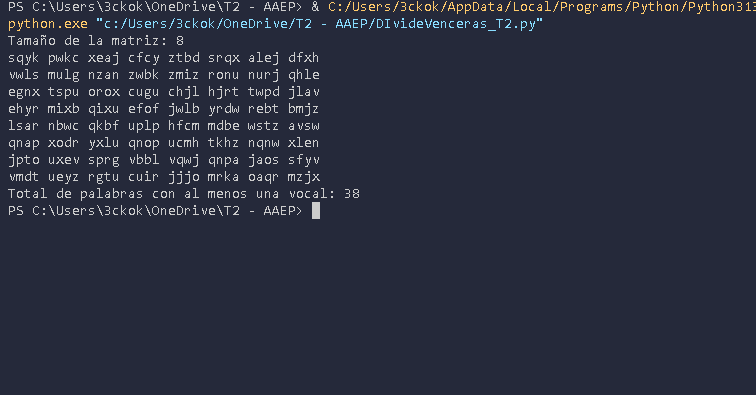 PS C:\Users\3ckok\OneDrive\T2 - AAEP> & C:/Users/3ckok/AppData/Local/Programs/Python/Python313
python.exe "c:/Users/3ckok/OneDrive/T2 - AAEP/DIvideVenceras_T2.py"
Tamaño de la matriz: 8
sqyk pwkc xeaj cfcy ztbd srqx alej dfxh
vwls mulg nzan zwbk zmiz ronu nurj qhle
egnx tspu orox cugu chjl hjrt twpd jlav
ehyr mixb qixu efof jwlb yrdw rebt bmjz
lsar nbwc qkbf uplp hfcm mdbe wstz avsw
qnap xodr yxlu qnop ucmh tkhz nqnw xlen
jpto uxev sprg vbbl vqwj qnpa jaos sfyv
vmdt ueyz rgtu cuir jjjo mrka oaqr mzjx
Total de palabras con al menos una vocal: 38
PS C:\Users\3ckok\OneDrive\T2 - AAEP>